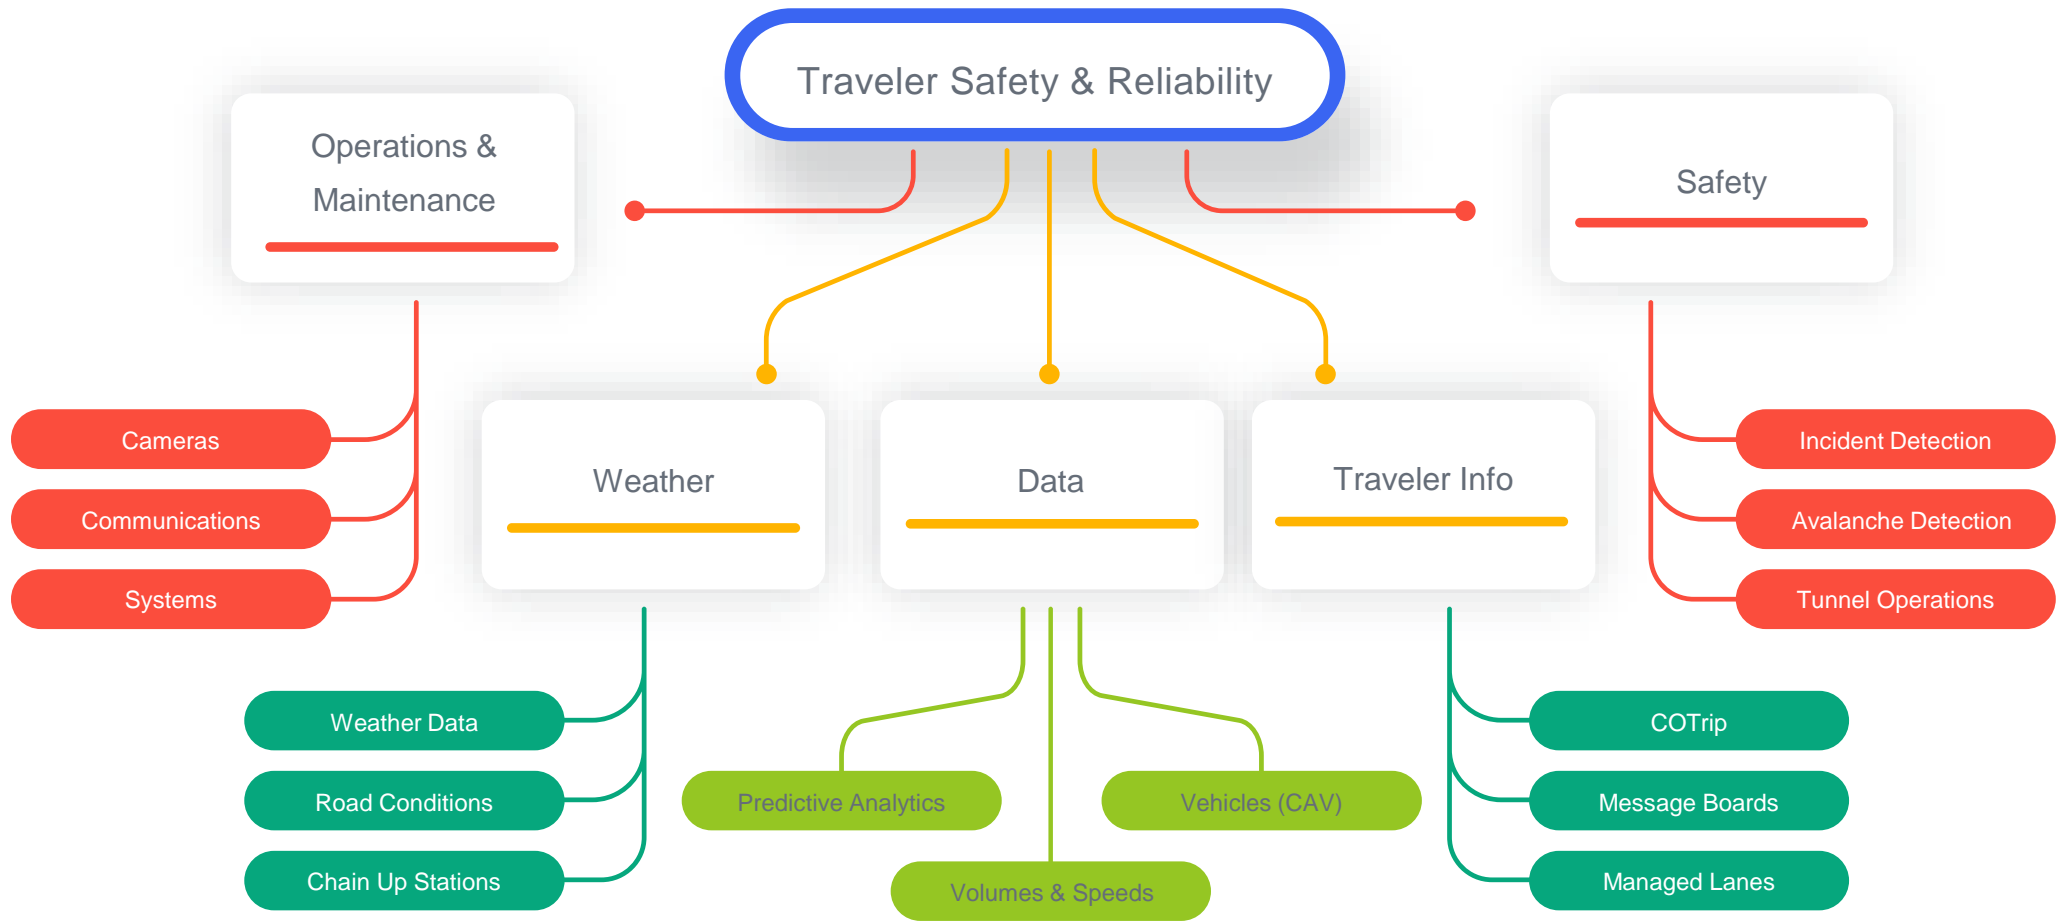 Traveler Safety & Reliability
Operations &
Maintenance
Safety
Cameras
Communications
Systems
Weather
Data
Traveler Info
Incident Detection
Avalanche Detection
Tunnel Operations
Weather Data
Road Conditions
Chain Up Stations
Predictive Analytics
Volumes & Speeds
Vehicles (CAV)
COTrip
Message Boards
Managed Lanes